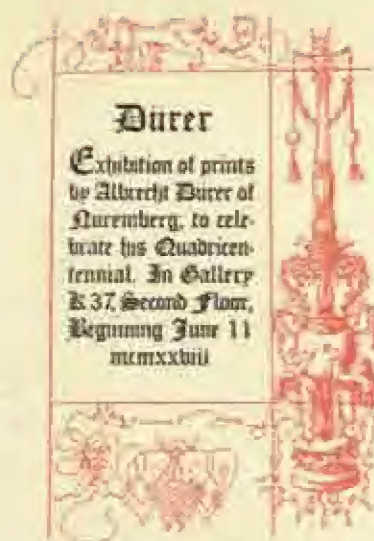 Dürer
Exhibition of prints
by Albrecht Dürer of
Nuremberg, to cele-
brate his Quadricen-
tennial. In Gallery
K 37, Second Floor,
Beginning June 11
mcmxxviii